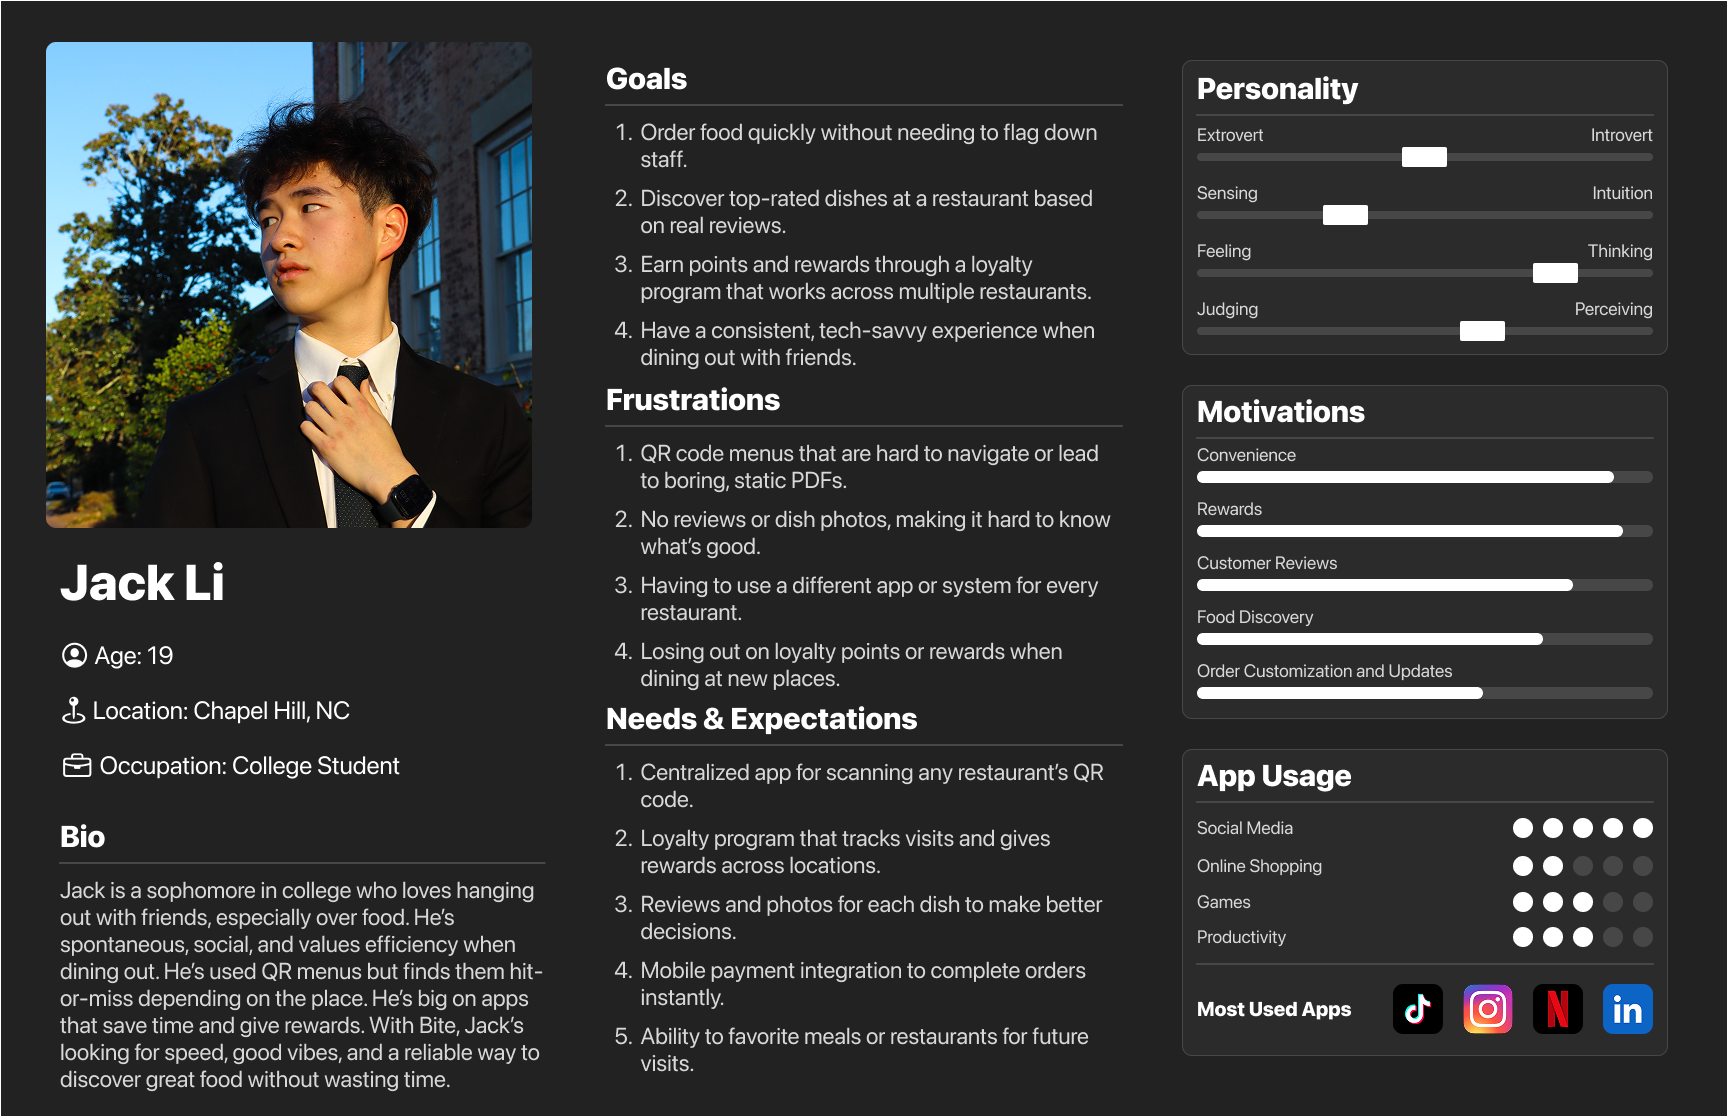 Jack Li
Age: 19
Location: Chapel Hill, NC
Occupation: College Student
Bio
Jack is a sophomore in college who loves hanging
out with friends, especially over food. He’s
spontaneous, social, and values efficiency when
dining out. He’s used QR menus but finds them hit-
or-miss depending on the place. He’s big on apps
that save time and give rewards. With Bite, Jack’s
looking for speed, good vibes, and a reliable way to
discover great food without wasting time.
Goals
1. Order food quickly without needing to flag down
staff.
2. Discover top-rated dishes at a restaurant based
on real reviews.
3. Earn points and rewards through a loyalty
program that works across multiple restaurants.
4. Have a consistent, tech-savvy experience when
dining out with friends.
Frustrations
1. QR code menus that are hard to navigate or lead
to boring, static PDFs.
2. No reviews or dish photos, making it hard to know
what’s good.
3. Having to use a different app or system for every
restaurant.
4. Losing out on loyalty points or rewards when
dining at new places.
Needs & Expectations
1. Centralized app for scanning any restaurant’s QR
code.
2. Loyalty program that tracks visits and gives
rewards across locations.
3. Reviews and photos for each dish to make better
decisions.
4. Mobile payment integration to complete orders
instantly.
5. Ability to favorite meals or restaurants for future
visits.
Personality
Extrovert Introvert
Sensing Intuition
Feeling Thinking
Judging Perceiving
Motivations
Convenience
Rewards
Customer Reviews
Food Discovery
Order Customization and Updates
App Usage
Social Media
Online Shopping
Games
Productivity
Most Used Apps
N
in